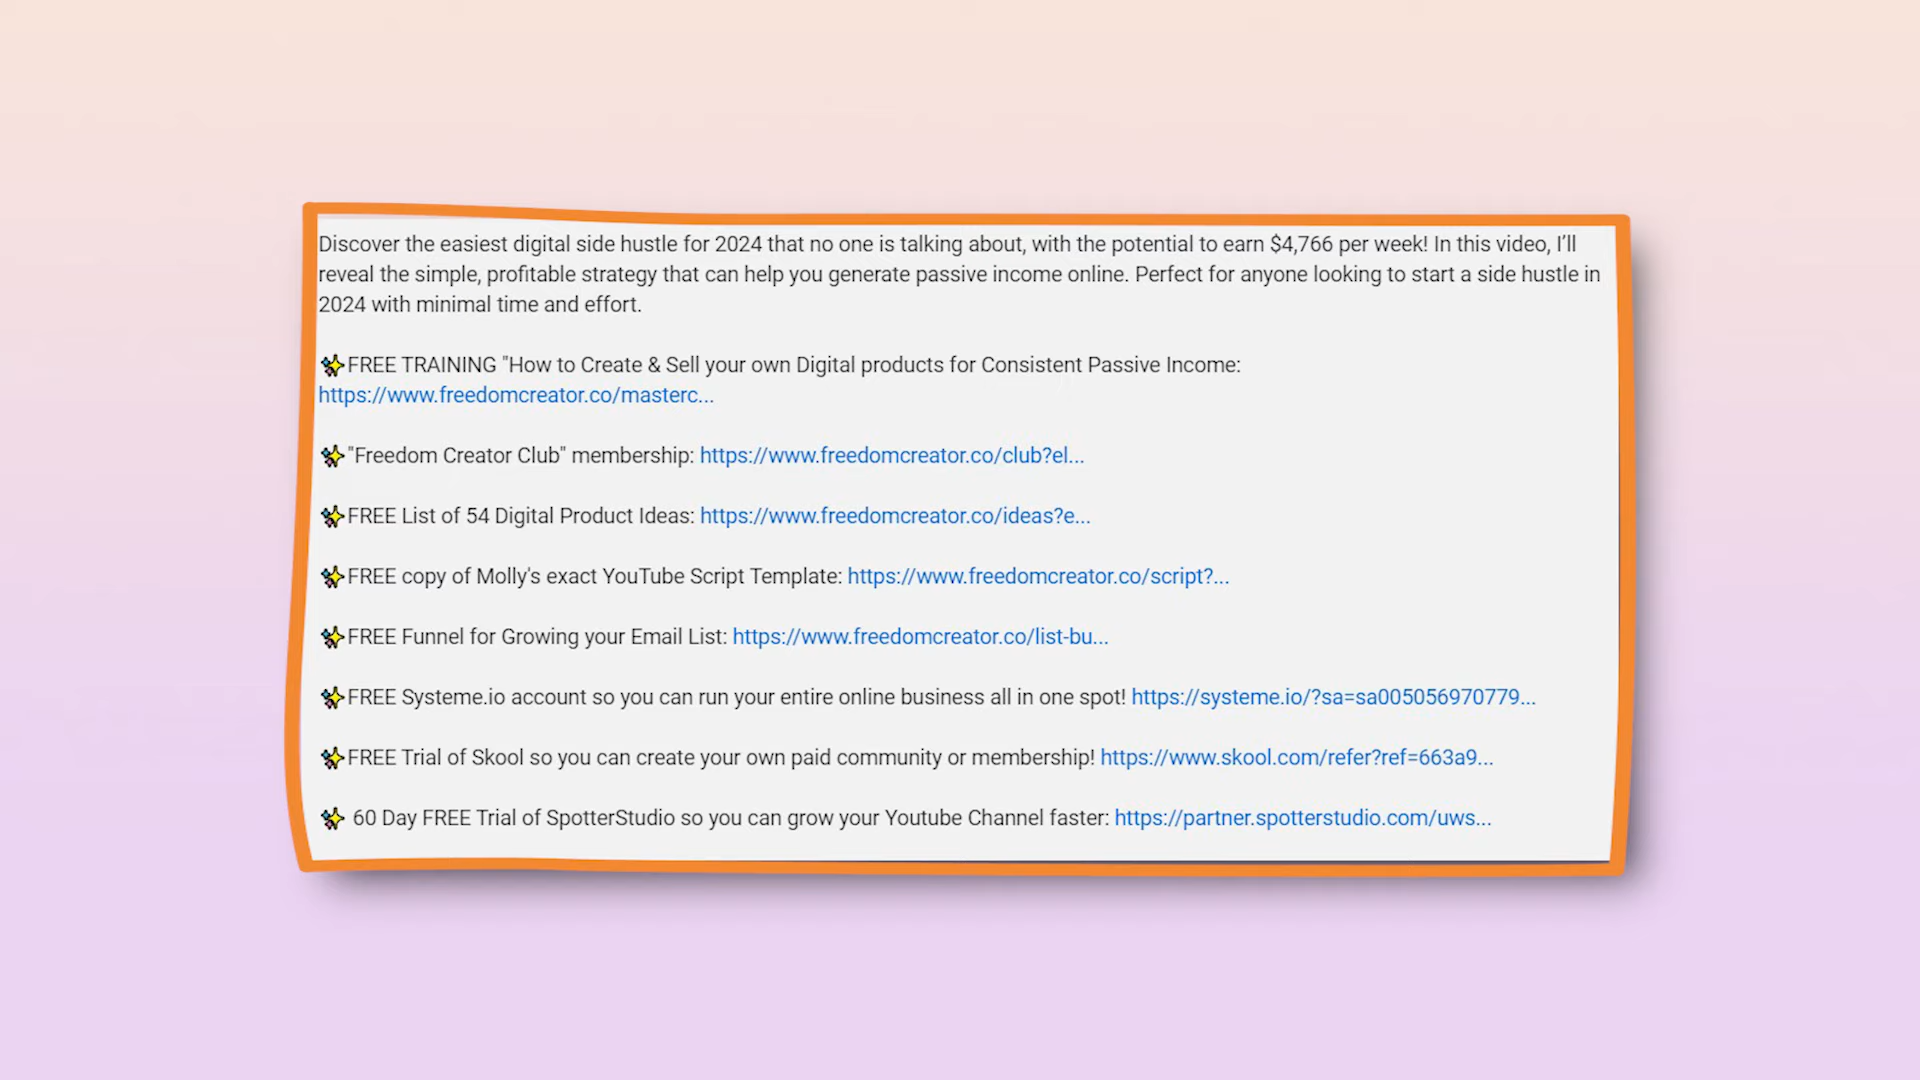 Discover the easiest digital side hustle for 2024 that no one is talking about, with the potential to earn $4,766 per week! In this video, I’ll
reveal the simple, profitable strategy that can help you generate passive income online. Perfect for anyone looking to start a side hustle in
2024 with minimal time and effort.
✨FREE TRAINING "How to Create & Sell your own Digital products for Consistent Passive Income:
https://www.freedomcreator.co/masterc...
✨"Freedom Creator Club" membership: https://www.freedomcreator.co/club?el...
✨FREE List of 54 Digital Product Ideas: https://www.freedomcreator.co/ideas?e...
✨FREE copy of Molly's exact YouTube Script Template: https://www.freedomcreator.co/script?...
✨FREE Funnel for Growing your Email List: https://www.freedomcreator.co/list-bu...
✨FREE Systeme.io account so you can run your entire online business all in one spot! https://systeme.io/?sa=sa005056970779...
✨FREE Trial of Skool so you can create your own paid community or membership! https://www.skool.com/refer?ref=663a9...
✨ 60 Day FREE Trial of SpotterStudio so you can grow your Youtube Channel faster: https://partner.spotterstudio.com/uws...